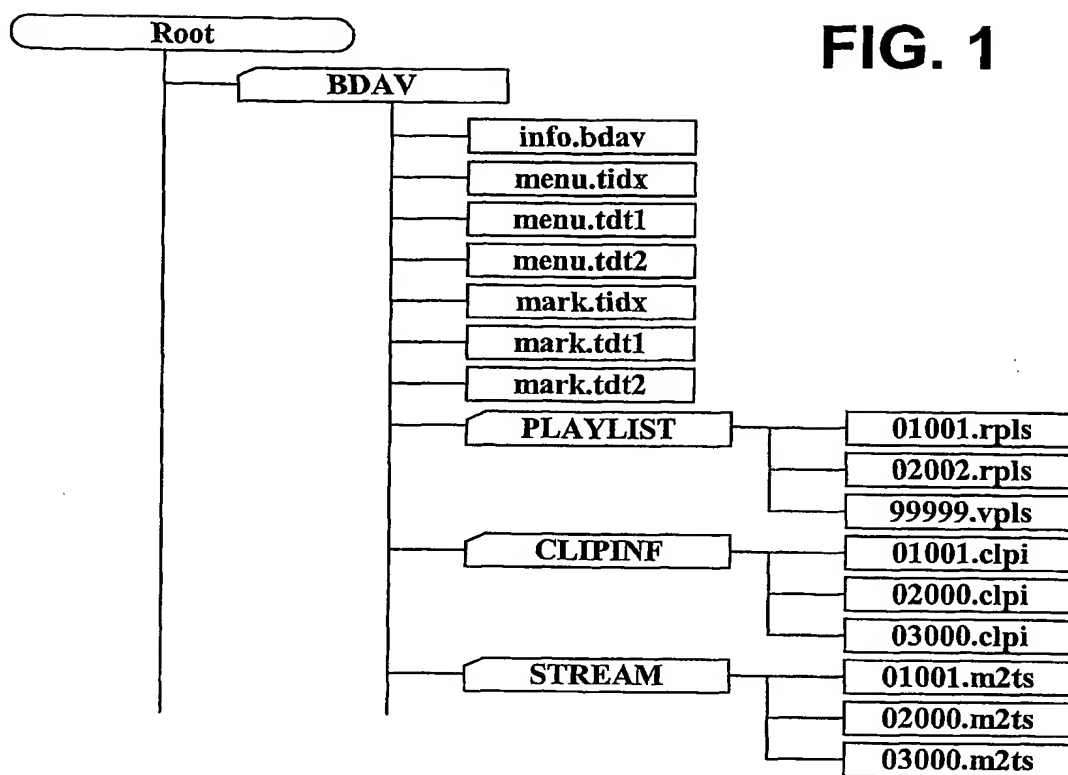 Root
FIG. 1
BDAV
info.bdav
menu.tidx
menu.tdt1
menu.tdt2
mark.tidx
mark.tdt1
mark.tdt2
PLAYLIST
01001.rpls
02002.rpls
99999.vpls
CLIPINF
01001.clpi
02000.clpi
03000.clpi
STREAM
01001.m2ts
02000.m2ts
03000.m2ts